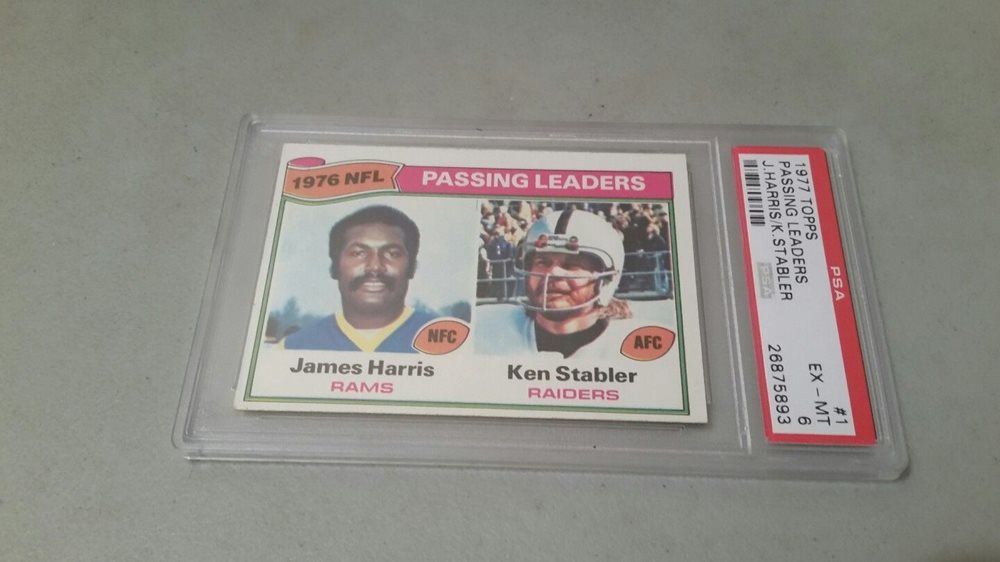 1976 NFL PASSING LEADERS
NFC
AFC
James Harris
RAMS
Ken Stabler
RAIDERS
PSA
1977 TOPPS #1
PASSING LEADERS EX - MT
J.HARRIS/K.STABLER 6
PSA
26875893